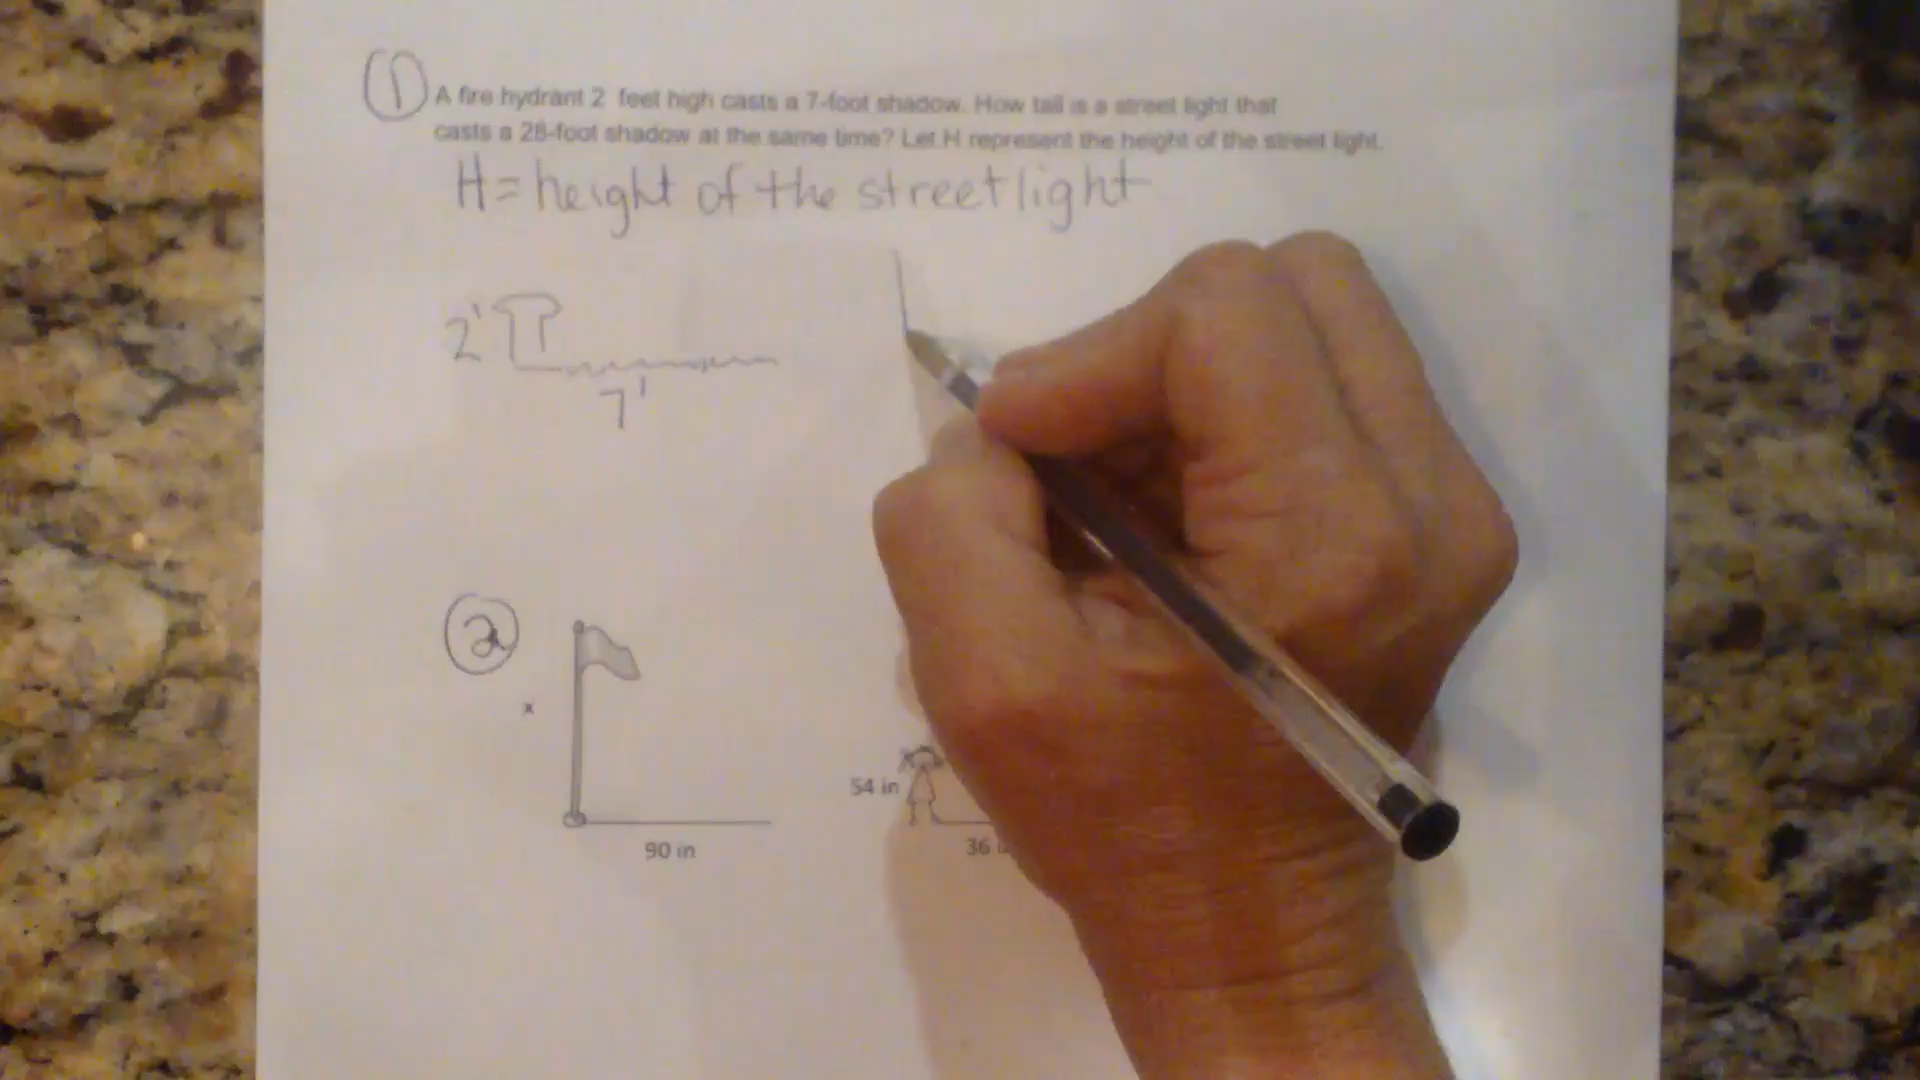 1 A fire hydrant 2 feet high casts a 7-foot shadow. How tall is a street light that
casts a 28-foot shadow at the same time? Let H represent the height of the street light.
H = height of the streetlight
2'
7'
2
x
54 in
90 in
36